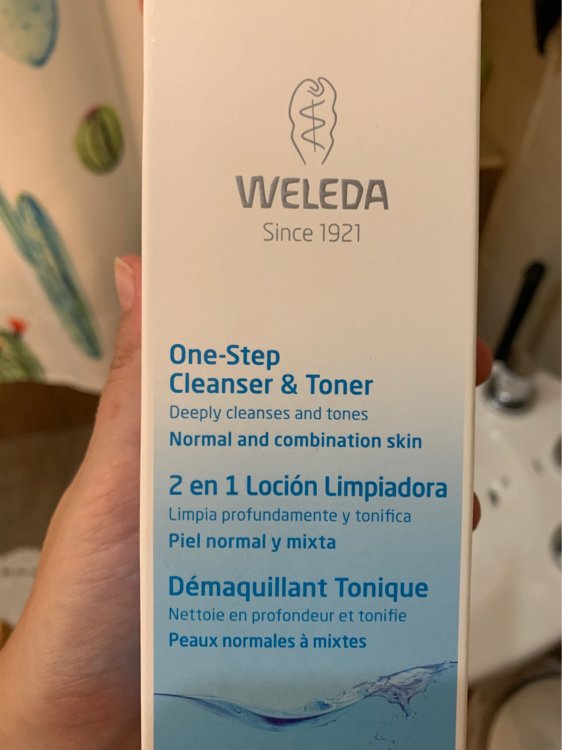 WELEDA
Since 1921
One-Step
Cleanser & Toner
Deeply cleanses and tones
Normal and combination skin
2 en 1 Loción Limpiadora
Limpia profundamente y tonifica
Piel normal y mixta
Démaquillant Tonique
Nettoie en profondeur et tonifie
Peaux normales à mixtes